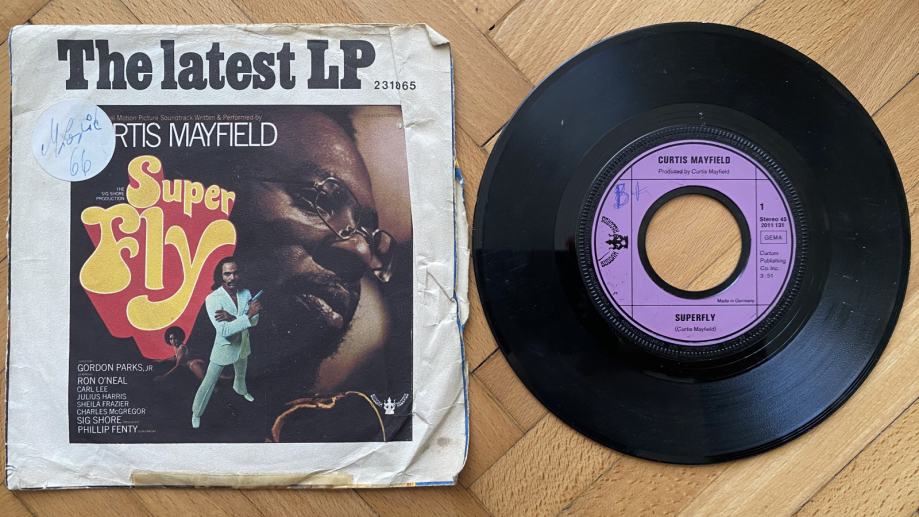 The latest LP
231065
Music
66
l Motion Picture Soundtrack Written & Performed by
RTIS MAYFIELD
THE
SIG SHORE
PRODUCTION
Super
Fly
GORDON PARKS, JR
RON O'NEAL
CARL LEE
JULIUS HARRIS
SHEILA FRAZIER
CHARLES McGREGOR
SIG SHORE
PHILLIP FENTY
CURTIS MAYFIELD
Produced by Curtis Mayfield
B+
1
Stereo 45
2011 131
GEMA
Curtom
Publishing
Co Inc.
3:51
Made in Germany
SUPERFLY
(Curtis Mayfield)